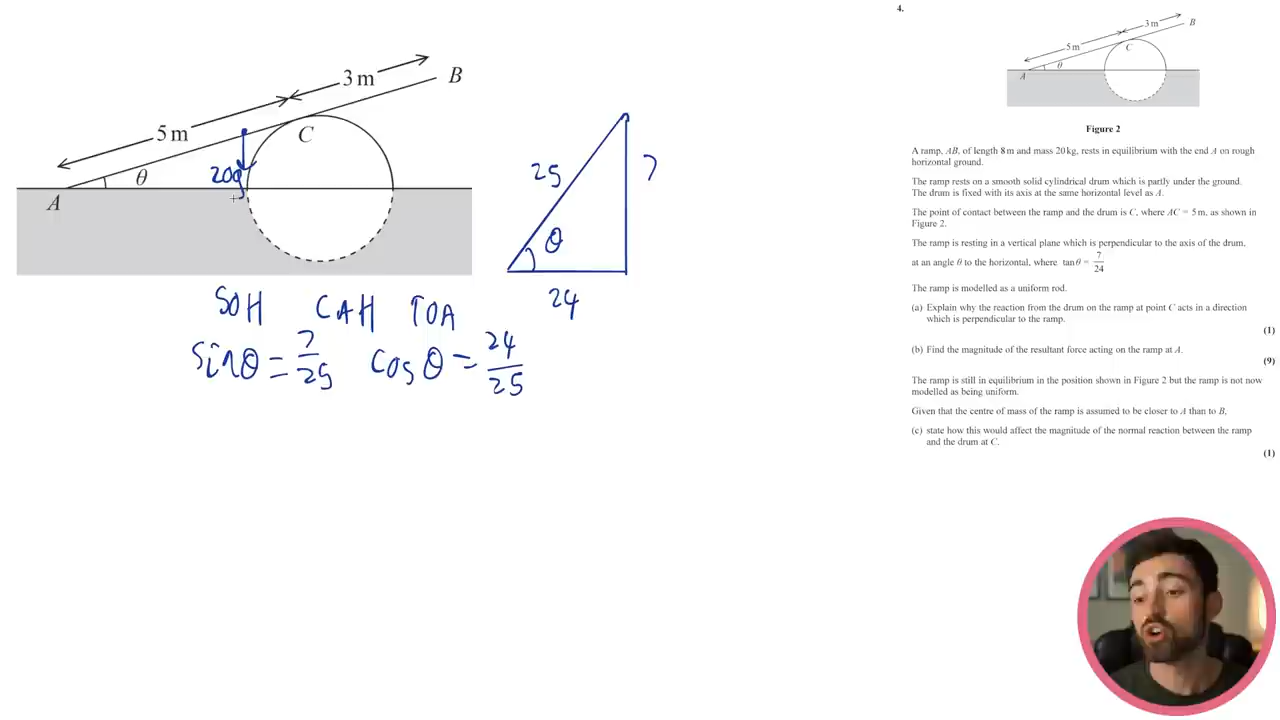 3 m
B
5 m
C
20g
θ
A
25
7
θ
24
SOH CAH TOA
sinθ = 7/25 cosθ = 24/25
4.
3 m
B
5 m
C
θ
A
Figure 2
A ramp, AB, of length 8 m and mass 20 kg, rests in equilibrium with the end A on rough
horizontal ground.
The ramp rests on a smooth solid cylindrical drum which is partly under the ground.
The drum is fixed with its axis at the same horizontal level as A.
The point of contact between the ramp and the drum is C, where AC = 5 m, as shown in
Figure 2.
The ramp is resting in a vertical plane which is perpendicular to the axis of the drum,
at an angle θ to the horizontal, where tan θ = 7/24
The ramp is modelled as a uniform rod.
(a) Explain why the reaction from the drum on the ramp at point C acts in a direction
which is perpendicular to the ramp.
(1)
(b) Find the magnitude of the resultant force acting on the ramp at A.
(9)
The ramp is still in equilibrium in the position shown in Figure 2 but the ramp is not now
modelled as being uniform.
Given that the centre of mass of the ramp is assumed to be closer to A than to B,
(c) state how this would affect the magnitude of the normal reaction between the ramp
and the drum at C.
(1)